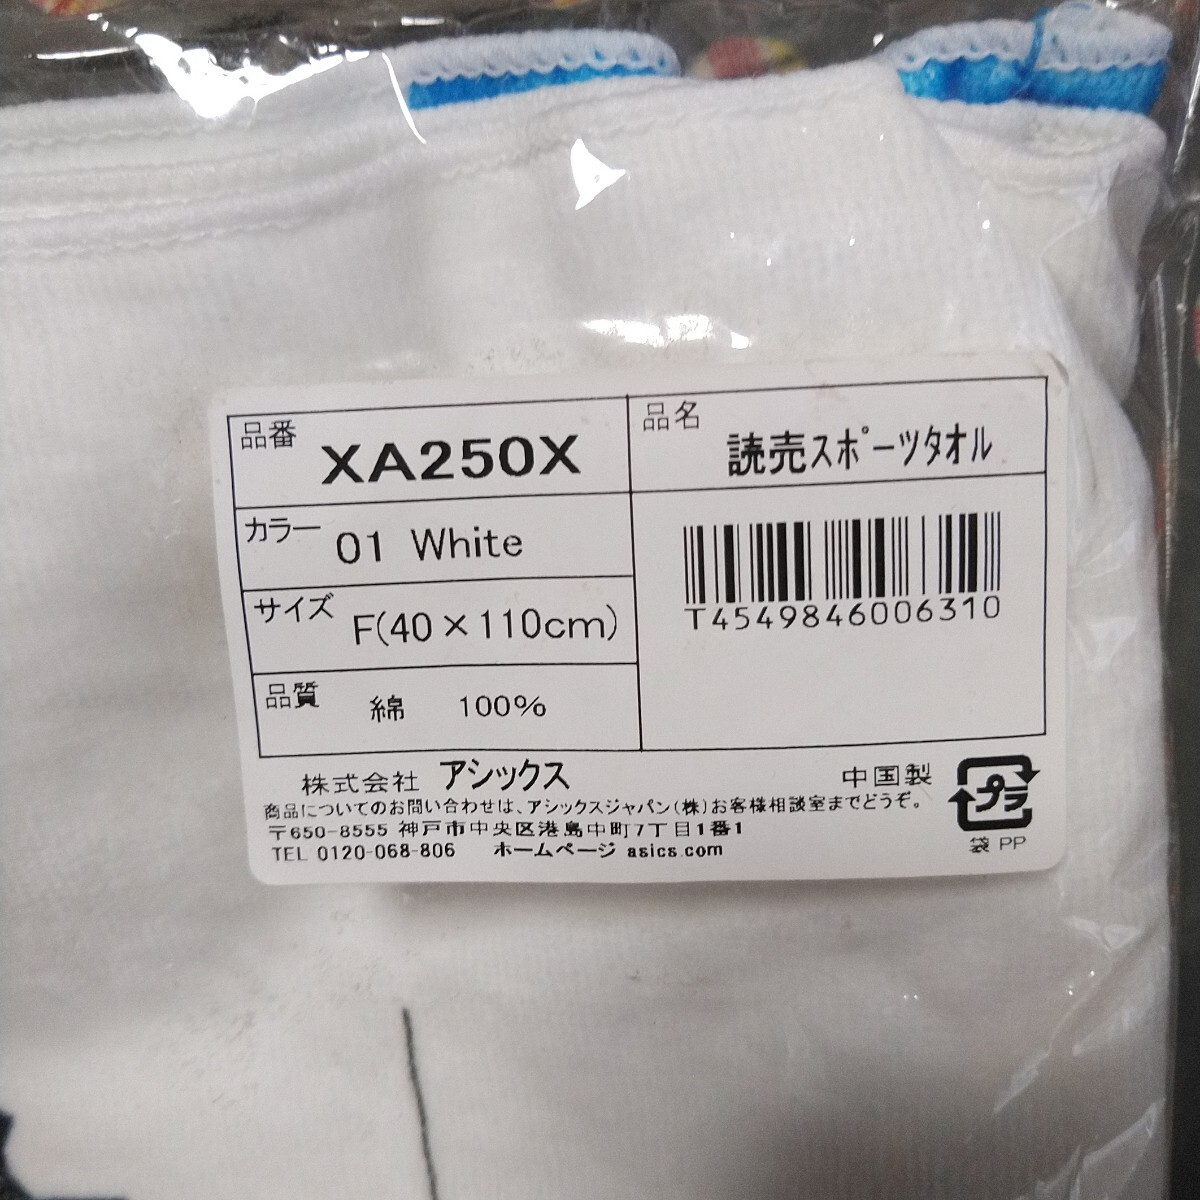 品番 XA250X
品名 読売スポーツタオル
カラー 01 White
サイズ F(40×110cm)
品質 綿 100%
T4549846006310
株式会社 アシックス
中国製
プラ
商品についてのお問い合わせは、アシックスジャパン(株)お客様相談室までどうぞ。
〒650-8555 神戸市中央区港島中町7丁目1番1
TEL 0120-068-806 ホームページ asics.com
袋 PP